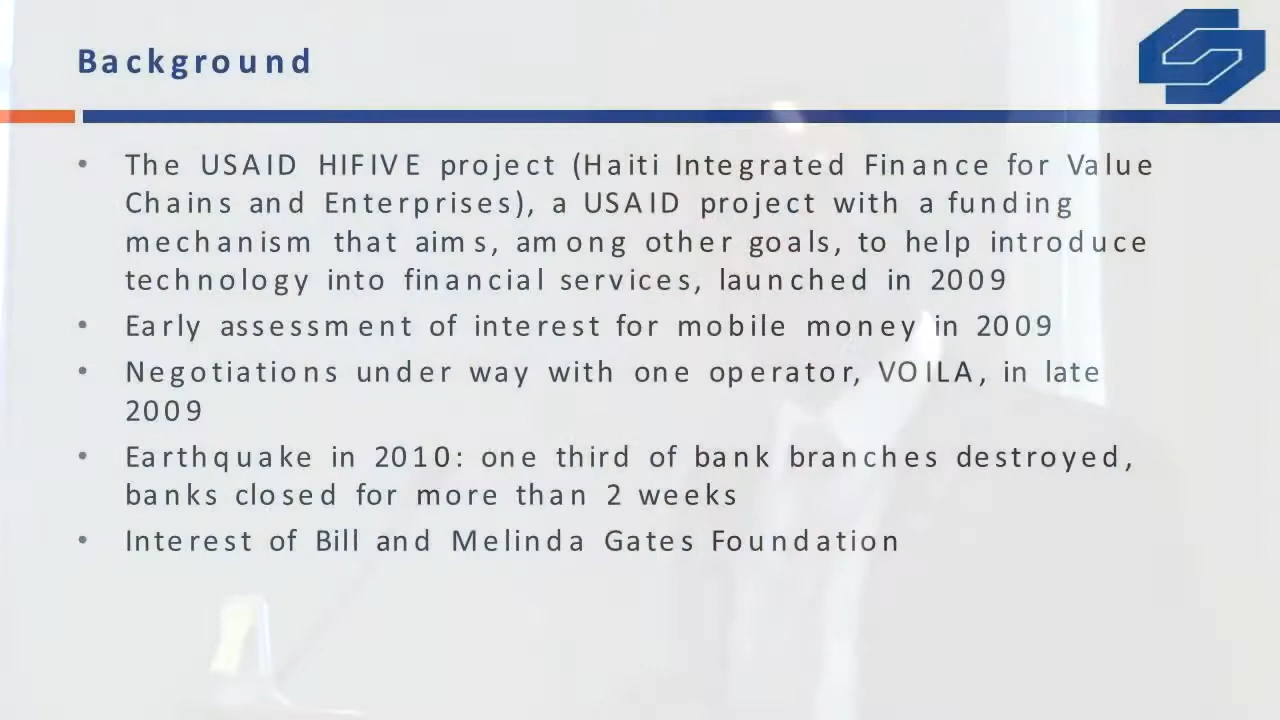 Background
• The USAID HIFIVE project (Haiti Integrated Finance for Value
Chains and Enterprises), a USAID project with a funding
mechanism that aims, among other goals, to help introduce
technology into financial services, launched in 2009
• Early assessment of interest for mobile money in 2009
• Negotiations under way with one operator, VOILA, in late
2009
• Earthquake in 2010: one third of bank branches destroyed,
banks closed for more than 2 weeks
• Interest of Bill and Melinda Gates Foundation